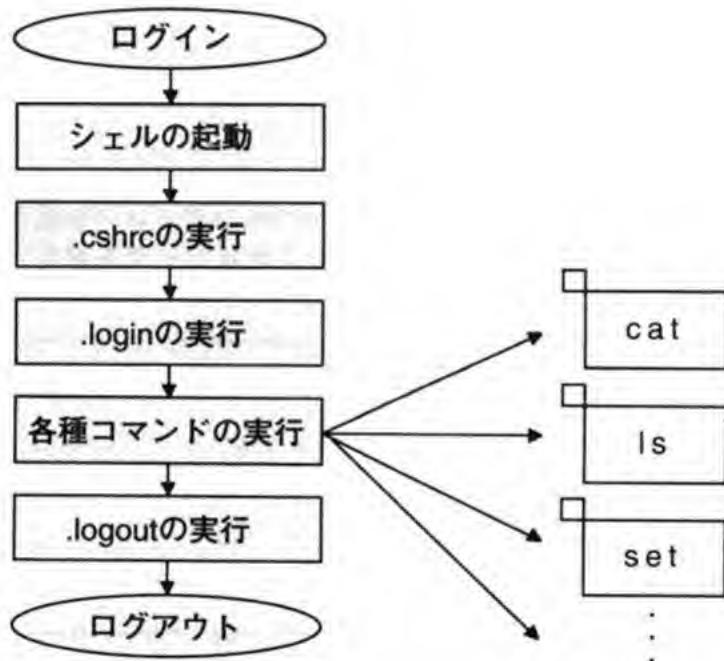 ログイン
シェルの起動
.cshrcの実行
.loginの実行
各種コマンドの実行
.logoutの実行
ログアウト
cat
ls
set